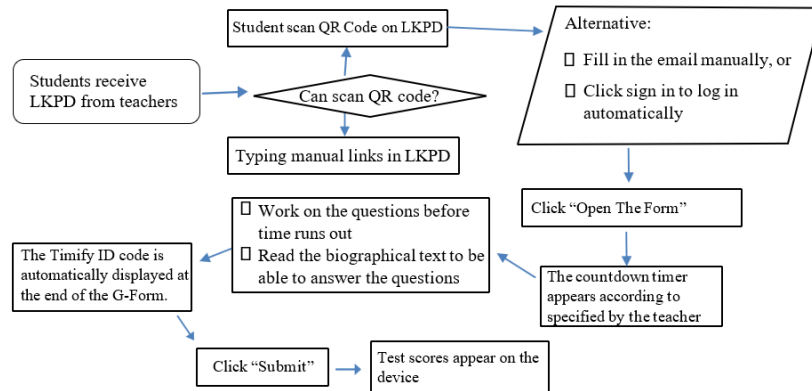 Students receive
LKPD from teachers
Can scan QR code?
Student scan QR Code on LKPD
Typing manual links in LKPD
Alternative:
Fill in the email manually, or
Click sign in to log in
automatically
Click “Open The Form”
The countdown timer
appears according to
specified by the teacher
Work on the questions before
time runs out
Read the biographical text to be
able to answer the questions
The Timify ID code is
automatically displayed at
the end of the G-Form.
Click “Submit”
Test scores appear on the
device